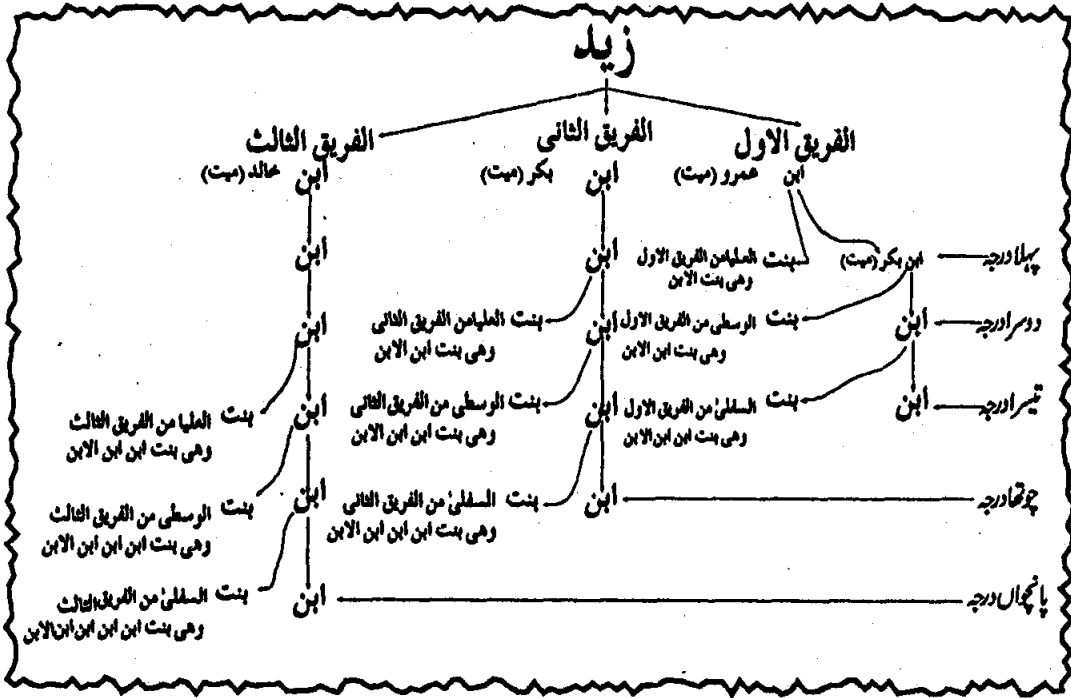 زید
الفریق الاول
الفریق الثانی
الفریق الثالث
ابن عمرو (میت)
ابن بکر (میت)
ابن خالد (میت)
پہلا درجہ
ابن بکر (میت)
بنت العلیا من الفریق الاول
وهی بنت الابن
ابن
ابن
دوسرا درجہ
ابن
بنت الوسطی من الفریق الاول
وهی بنت ابن الابن
ابن
بنت العلیا من الفریق الثانی
وهی بنت ابن الابن
ابن
تیسرا درجہ
ابن
بنت السفلیٰ من الفریق الاول
وهی بنت ابن ابن الابن
ابن
بنت الوسطی من الفریق الثانی
وهی بنت ابن ابن الابن
ابن
بنت العلیا من الفریق الثالث
وهی بنت ابن ابن الابن
چوتھا درجہ
ابن
بنت السفلیٰ من الفریق الثانی
وهی بنت ابن ابن ابن الابن
ابن
بنت الوسطی من الفریق الثالث
وهی بنت ابن ابن ابن الابن
پانچواں درجہ
ابن
بنت السفلیٰ من الفریق الثالث
وهی بنت ابن ابن ابن ابن الابن